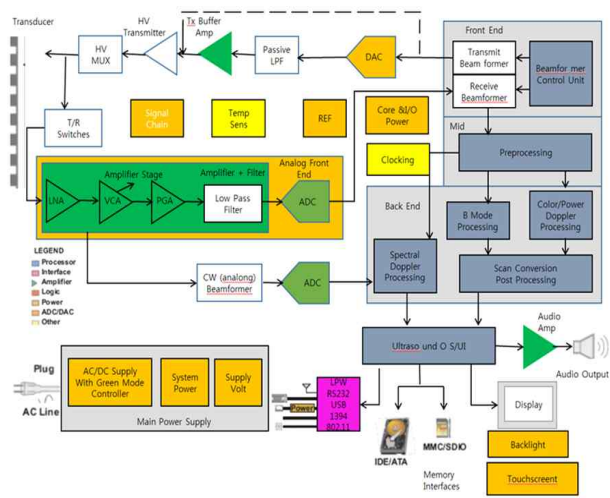 Transducer
HV
MUX
HV
Transmitter
Tx Buffer
Amp
Passive
LPF
DAC
Front End
Transmit
Beam former
Receive
Beamformer
Beamfor mer
Control Unit
T/R
Switches
Signal
Chain
Temp
Sens
REF
Core &I/O
Power
Mid
Clocking
Preprocessing
Amplifier Stage
Amplifier + Filter
Analog Front
End
LNA
VCA
PGA
Low Pass
Filter
ADC
Back End
B Mode
Processing
Color/Power
Doppler
Processing
Spectral
Doppler
Processing
Scan Conversion
Post Processing
LEGEND
Processor
Interface
Amplifier
Logic
Power
ADC/DAC
Other
CW (analong)
Beamformer
ADC
Ultraso und O S/UI
Audio
Amp
Audio Output
Plug
AC Line
AC/DC Supply
With Green Mode
Controller
System
Power
Supply
Volt
Main Power Supply
Power
LPW
RS232
USB
1394
802.11
IDE/ATA
MMC/SDIO
Memory
Interfaces
Display
Backlight
Touchscreent